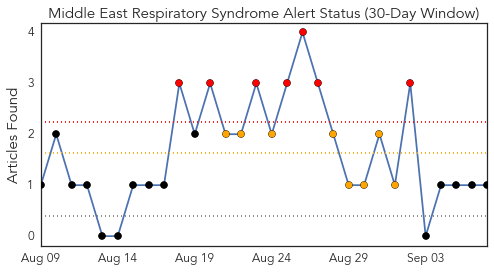 Middle East Respiratory Syndrome Alert Status (30-Day Window)
Articles Found
4
3
2
1
0
Aug 09 Aug 14 Aug 19 Aug 24 Aug 29 Sep 03